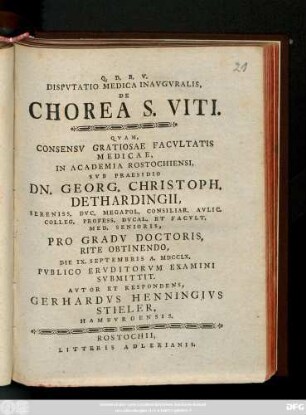 21
Q. D. B. V.
DISPVTATIO MEDICA INAVGVRALIS,
DE
CHOREA S. VITI.
QVAM,
CONSENSV GRATIOSAE FACVLTATIS
MEDICAE,
IN ACADEMIA ROSTOCHIENSI,
SVB PRAESIDIO
DN. GEORG. CHRISTOPH.
DETHARDINGII,
SERENISS. DVC. MEGAPOL. CONSILIAR. AVLIC.
COLLEG. PROFESS. DVCAL. ET FACVLT.
MED. SENIORIS,
PRO GRADV DOCTORIS,
RITE OBTINENDO,
DIE IX. SEPTEMBRIS A. MDCCLX.
PVBLICO ERVDITORVM EXAMINI
SVBMITTIT.
AVTOR ET RESPONDENS,
GERHARDVS HENNINGIVS
STIELER,
HAMBVRGENSIS.
ROSTOCHII,
LITTERIS ADLERIANIS.